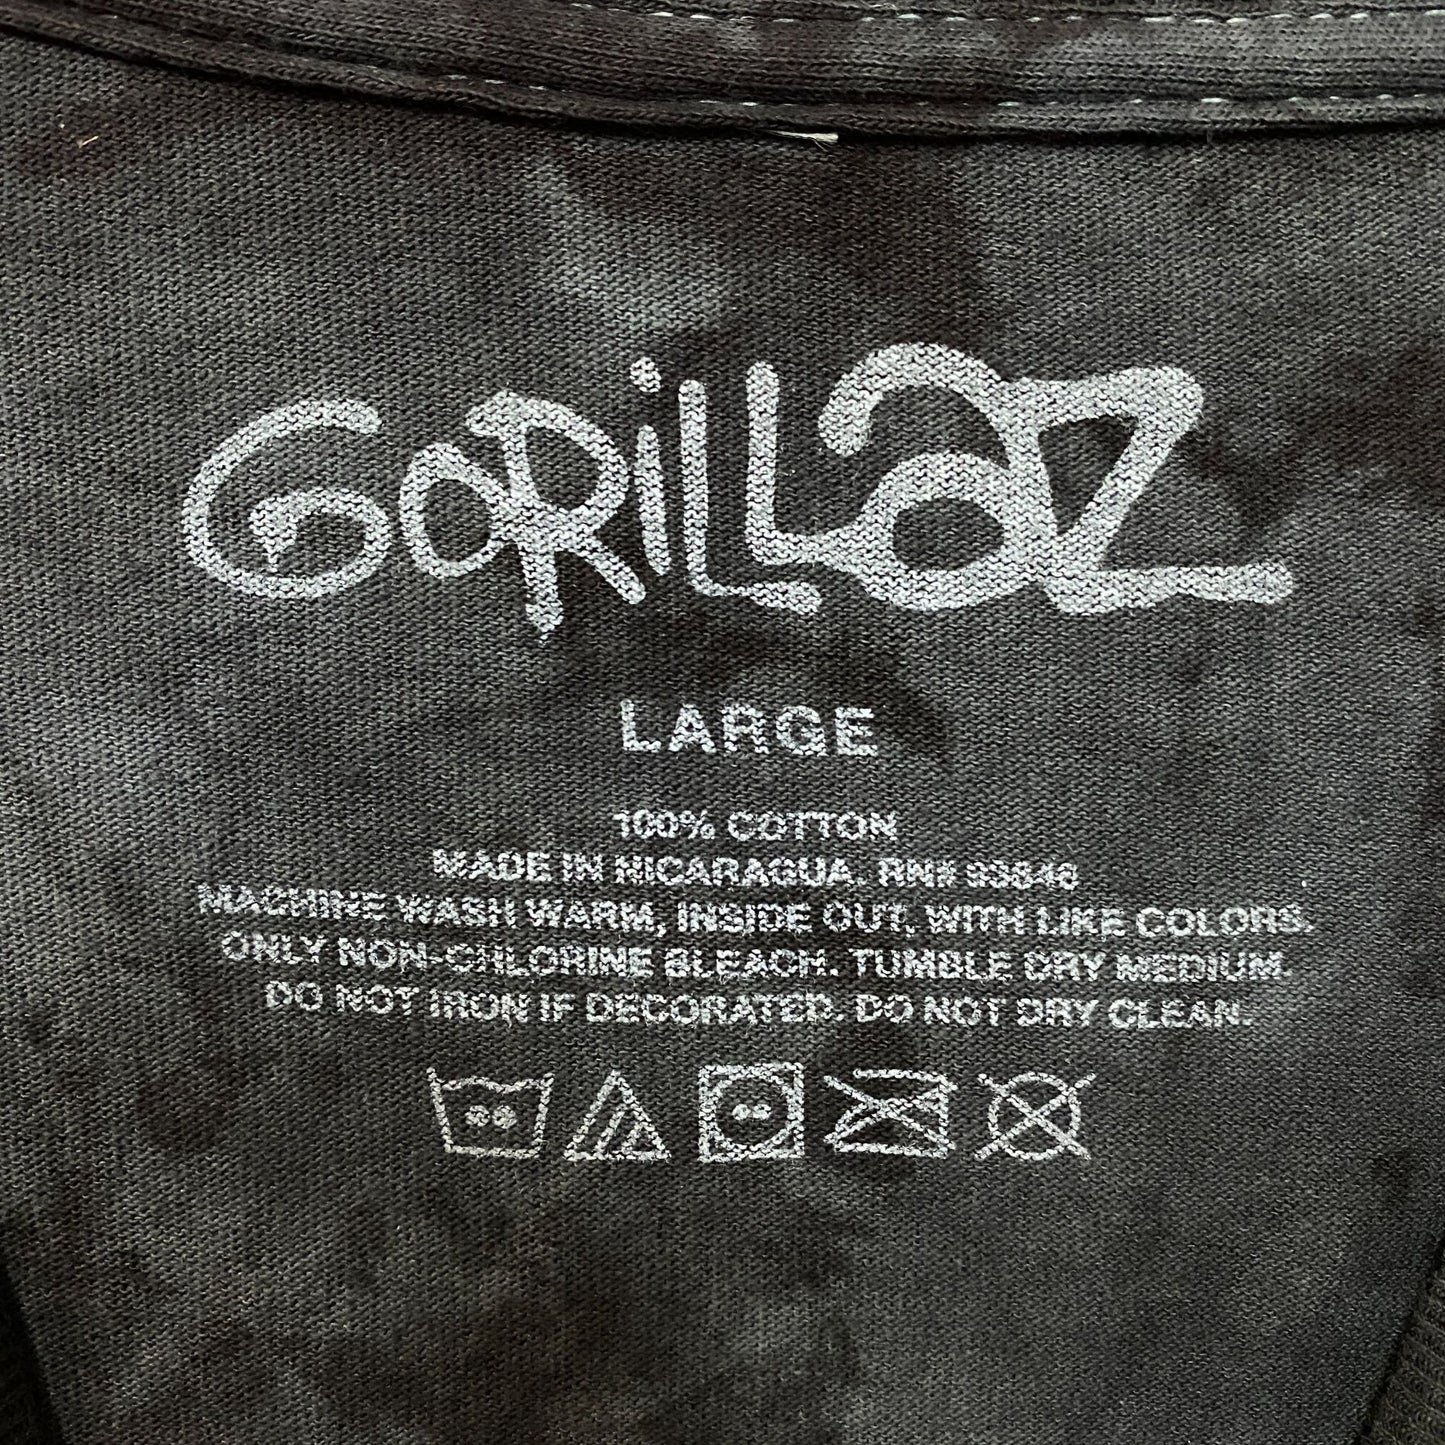 GORiLLaz
LARGE
100% COTTON
MADE IN NICARAGUA. RN# 93846
MACHINE WASH WARM, INSIDE OUT, WITH LIKE COLORS.
ONLY NON-CHLORINE BLEACH. TUMBLE DRY MEDIUM.
DO NOT IRON IF DECORATED. DO NOT DRY CLEAN.